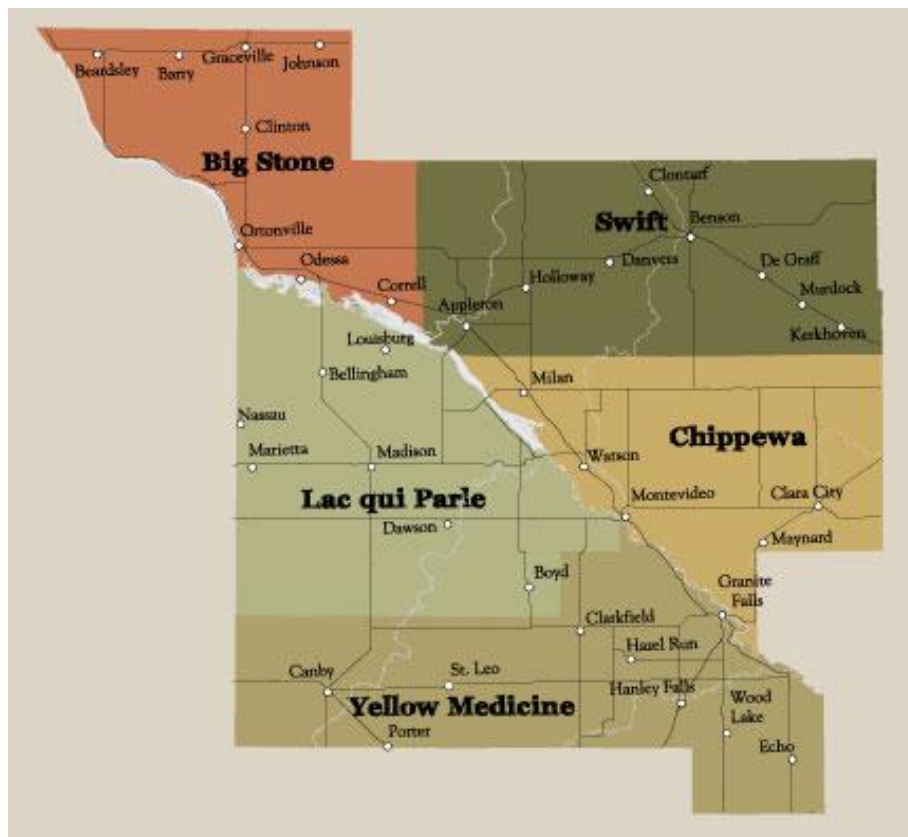 Graceville
Johnson
Beardsley
Barry
Clinton
Big Stone
Clontarf
Swift
Benson
Ortonville
Odessa
Danvers
De Graff
Holloway
Correll
Appleton
Murdock
Kerkhoven
Louisburg
Bellingham
Milan
Nassau
Chippewa
Marietta
Madison
Watson
Lac qui Parle
Montevideo
Clara City
Dawson
Maynard
Boyd
Granite
Falls
Clarkfield
Hazel Run
Canby
St. Leo
Hanley Falls
Wood
Lake
Yellow Medicine
Porter
Echo